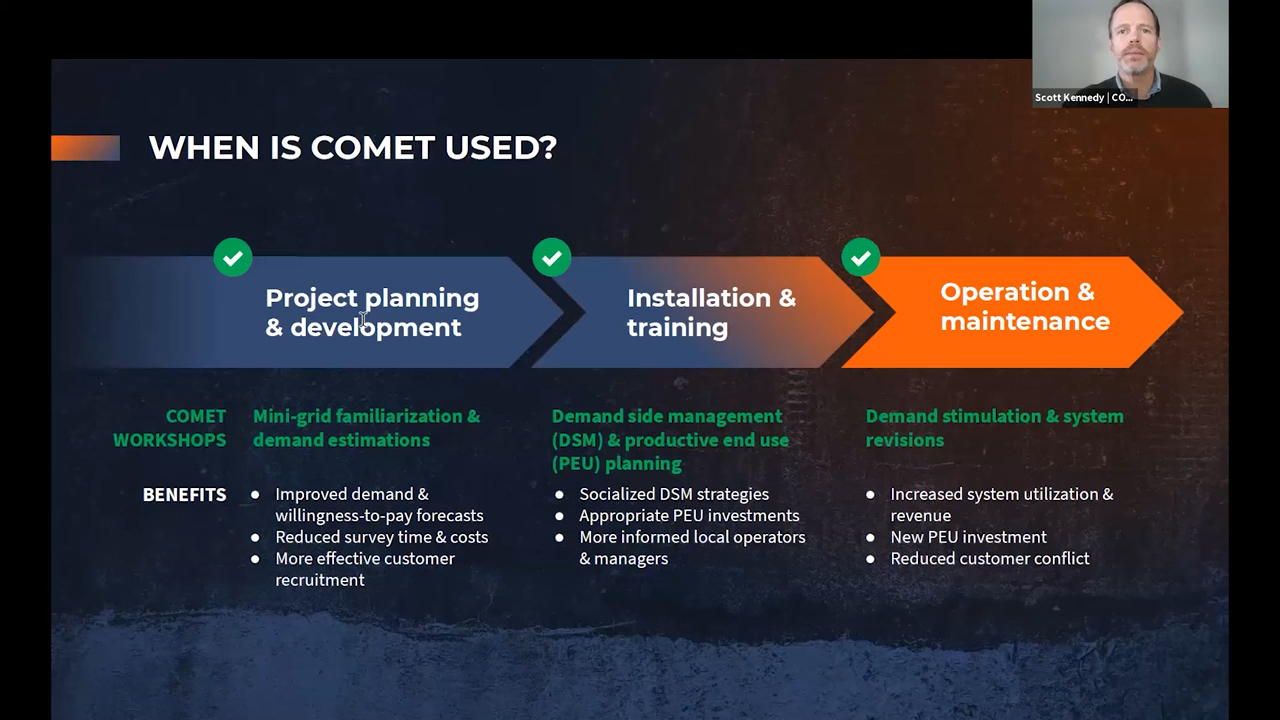 Scott Kennedy | CO...
WHEN IS COMET USED?
Project planning
& development
Installation &
training
Operation &
maintenance
COMET
WORKSHOPS
Mini-grid familiarization &
demand estimations
Demand side management
(DSM) & productive end use
(PEU) planning
Demand stimulation & system
revisions
BENEFITS
● Improved demand &
willingness-to-pay forecasts
● Reduced survey time & costs
● More effective customer
recruitment
● Socialized DSM strategies
● Appropriate PEU investments
● More informed local operators
& managers
● Increased system utilization &
revenue
● New PEU investment
● Reduced customer conflict